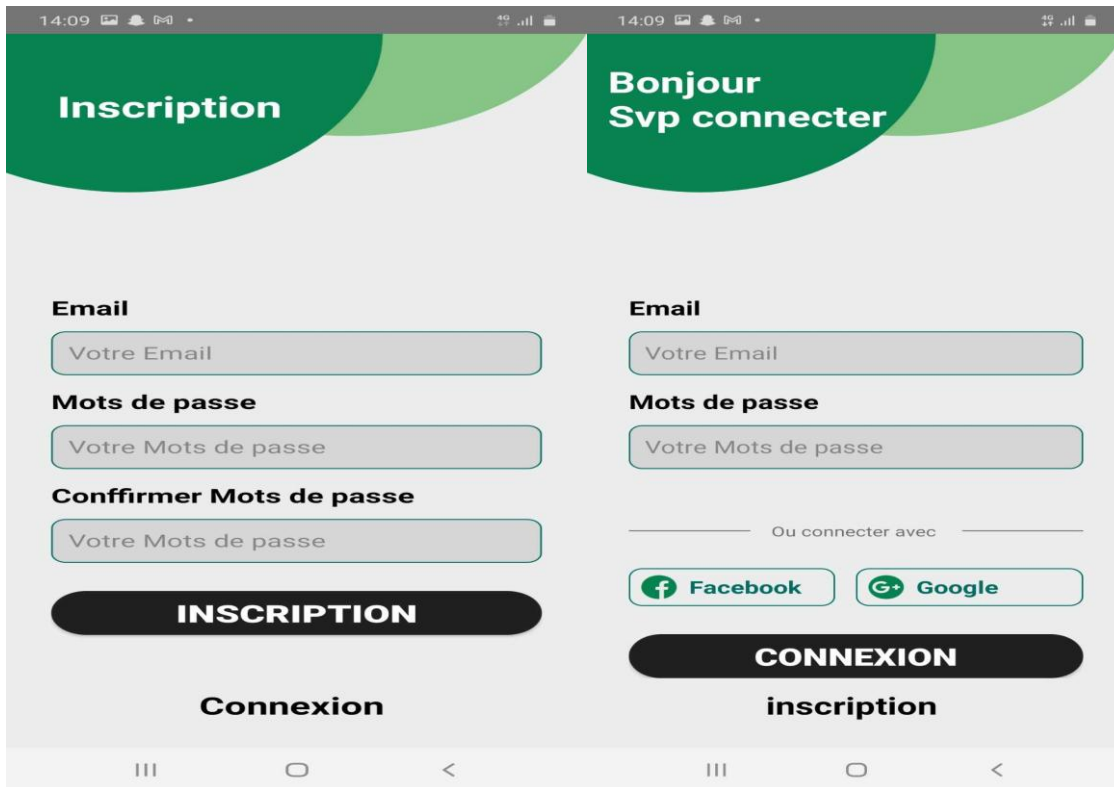 14:09
4G
Inscription
Email
Votre Email
Mots de passe
Votre Mots de passe
Conffirmer Mots de passe
Votre Mots de passe
INSCRIPTION
Connexion
14:09
4G
Bonjour
Svp connecter
Email
Votre Email
Mots de passe
Votre Mots de passe
Ou connecter avec
Facebook
G+ Google
CONNEXION
inscription